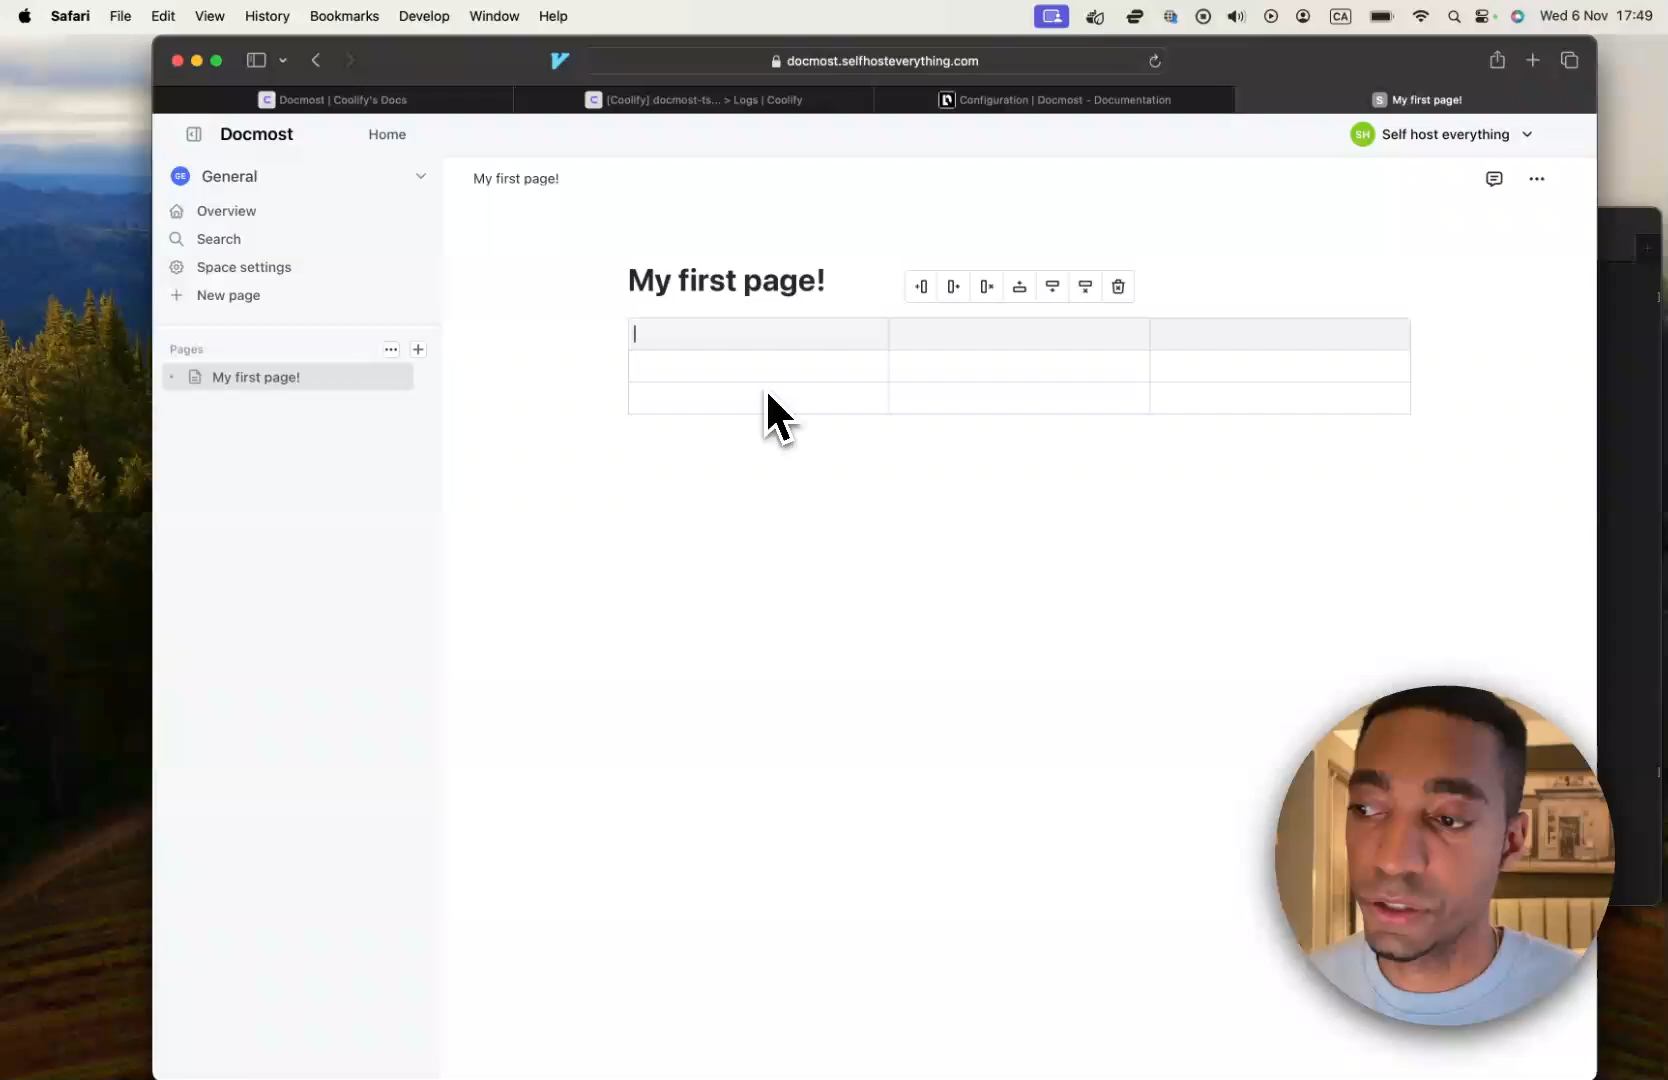 Safari File Edit View History Bookmarks Develop Window Help CA Wed 6 Nov 17:49
docmost.selfhosteverything.com
Docmost | Coolify's Docs
[Coolify] docmost-ts... > Logs | Coolify
Configuration | Docmost - Documentation
S My first page!
Docmost
Home
SH Self host everything
GE General
My first page!
Overview
Search
Space settings
New page
My first page!
Pages
My first page!